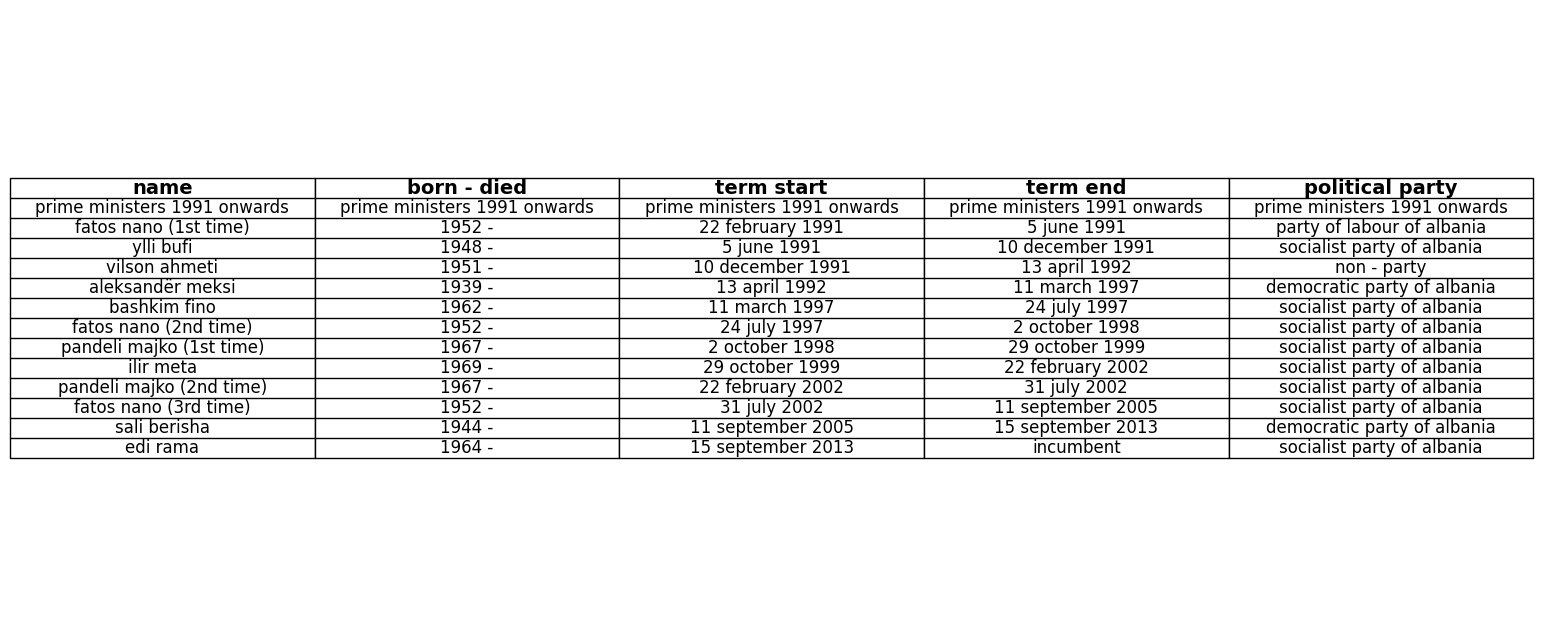 name born - died term start term end political party
prime ministers 1991 onwards prime ministers 1991 onwards prime ministers 1991 onwards prime ministers 1991 onwards prime ministers 1991 onwards
fatos nano (1st time) 1952 - 22 february 1991 5 june 1991 party of labour of albania
ylli bufi 1948 - 5 june 1991 10 december 1991 socialist party of albania
vilson ahmeti 1951 - 10 december 1991 13 april 1992 non - party
aleksandër meksi 1939 - 13 april 1992 11 march 1997 democratic party of albania
bashkim fino 1962 - 11 march 1997 24 july 1997 socialist party of albania
fatos nano (2nd time) 1952 - 24 july 1997 2 october 1998 socialist party of albania
pandeli majko (1st time) 1967 - 2 october 1998 29 october 1999 socialist party of albania
ilir meta 1969 - 29 october 1999 22 february 2002 socialist party of albania
pandeli majko (2nd time) 1967 - 22 february 2002 31 july 2002 socialist party of albania
fatos nano (3rd time) 1952 - 31 july 2002 11 september 2005 socialist party of albania
sali berisha 1944 - 11 september 2005 15 september 2013 democratic party of albania
edi rama 1964 - 15 september 2013 incumbent socialist party of albania